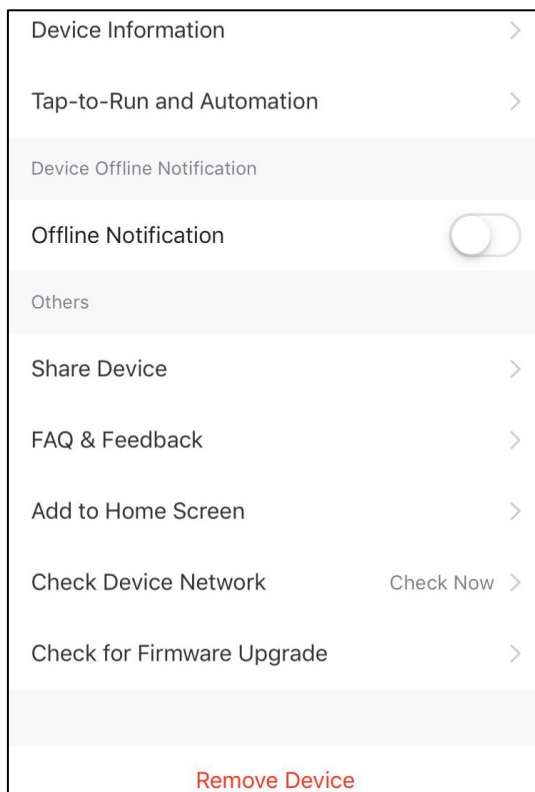 Device Information
Tap-to-Run and Automation
Device Offline Notification
Offline Notification
Others
Share Device
FAQ & Feedback
Add to Home Screen
Check Device Network Check Now
Check for Firmware Upgrade
Remove Device